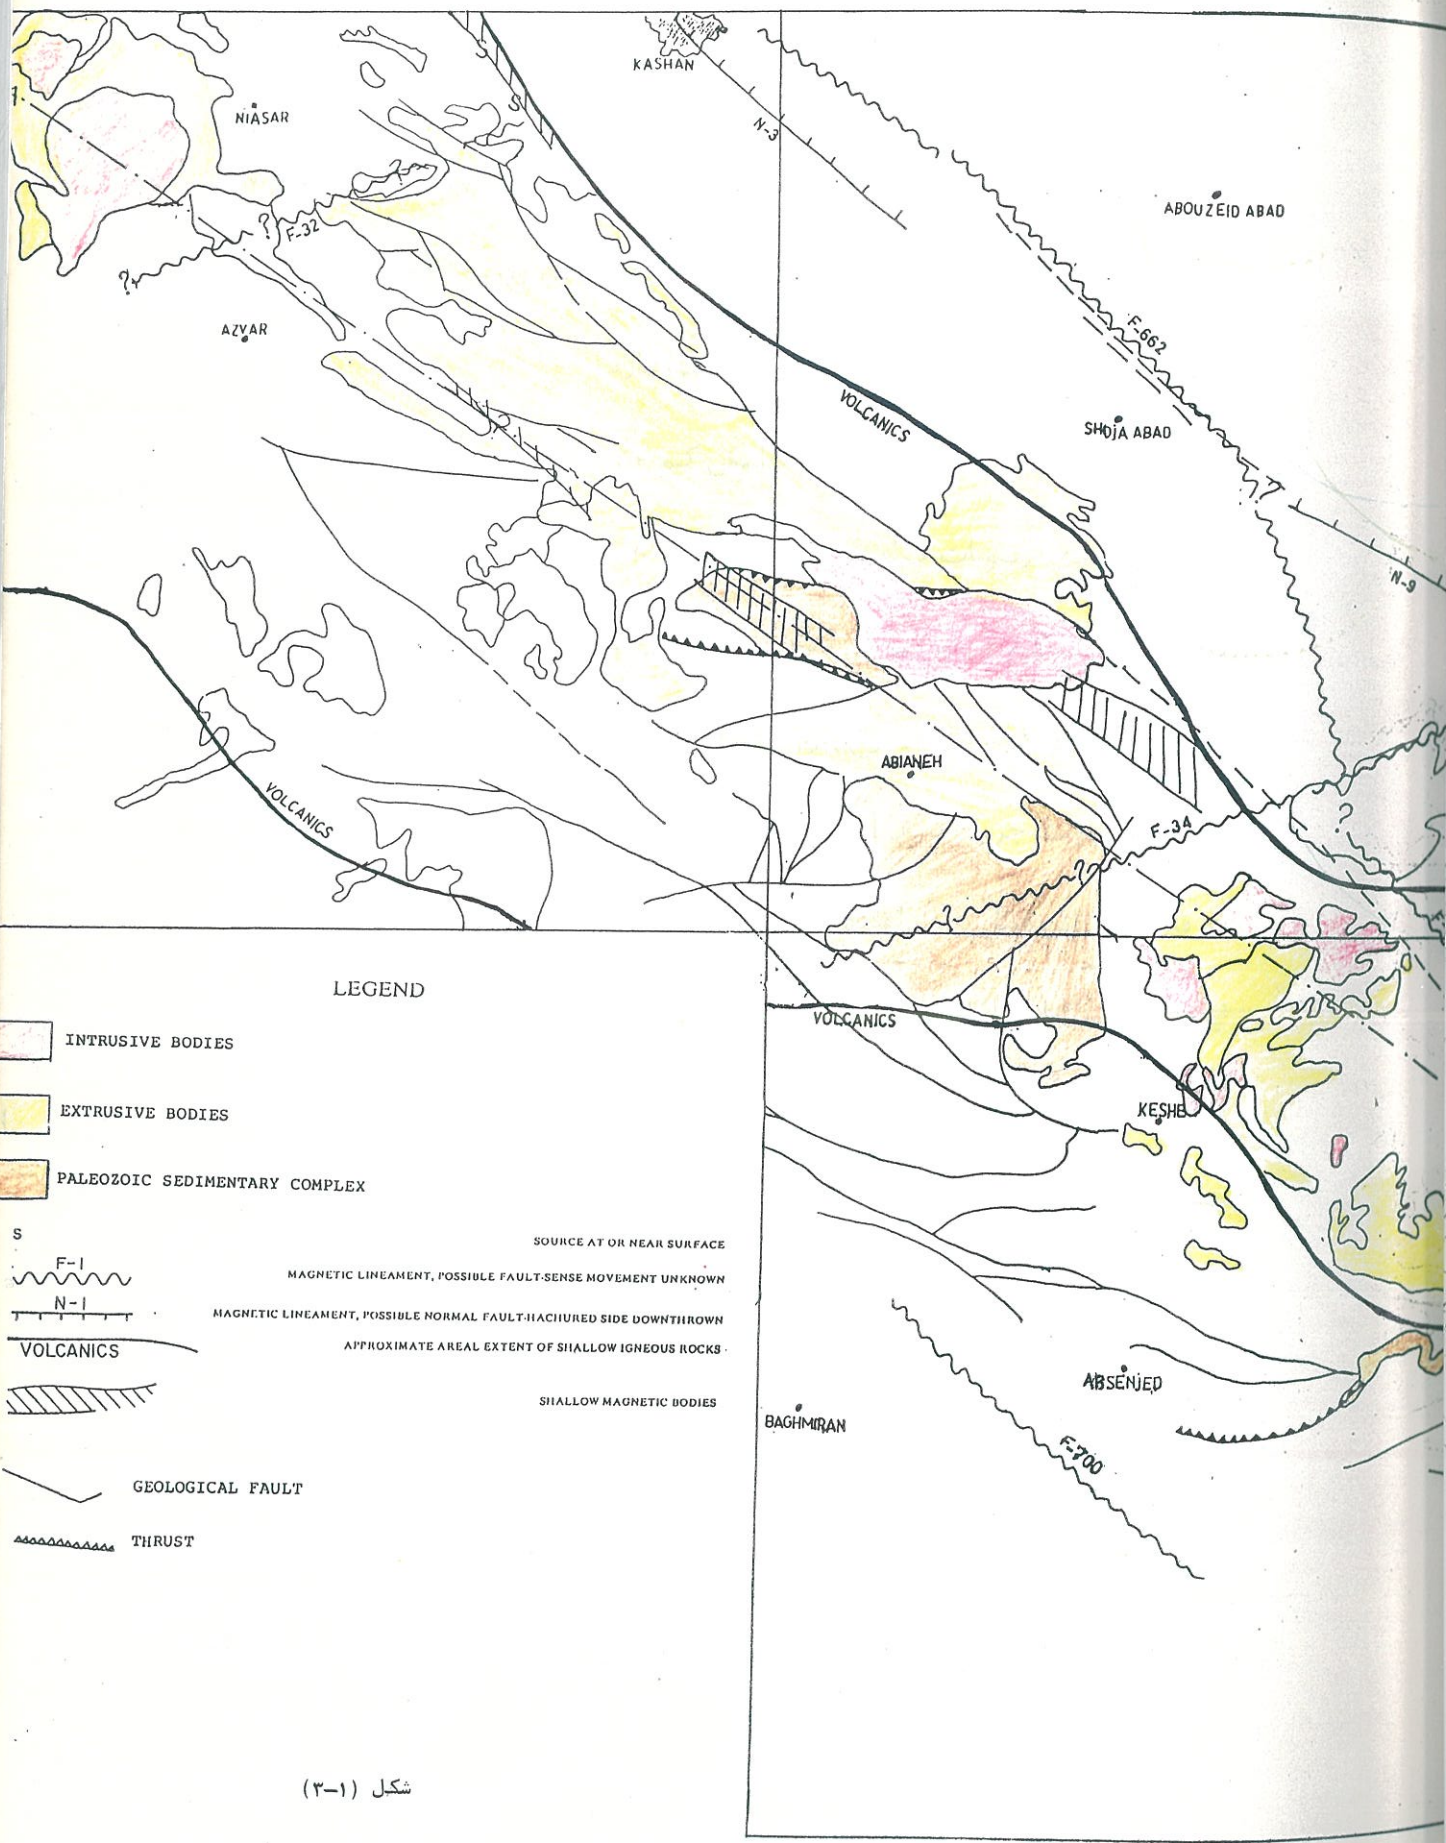 KASHAN
NIASAR
N-3
ABOUZEID ABAD
F-32
AZVAR
F-662
VOLCANICS
SHOJA ABAD
N-9
ABIANEH
VOLCANICS
F-34
VOLCANICS
KESHE
ABSENJED
BAGHMIRAN
F-700
S
S
?
?
?
?
?
?
?
?
LEGEND
INTRUSIVE BODIES
EXTRUSIVE BODIES
PALEOZOIC SEDIMENTARY COMPLEX
S SOURCE AT OR NEAR SURFACE
F-1 MAGNETIC LINEAMENT, POSSIBLE FAULT-SENSE MOVEMENT UNKNOWN
N-1 MAGNETIC LINEAMENT, POSSIBLE NORMAL FAULT-HACHURED SIDE DOWNTHROWN
VOLCANICS APPROXIMATE AREAL EXTENT OF SHALLOW IGNEOUS ROCKS
SHALLOW MAGNETIC BODIES
GEOLOGICAL FAULT
THRUST
شکل (۱-۳)